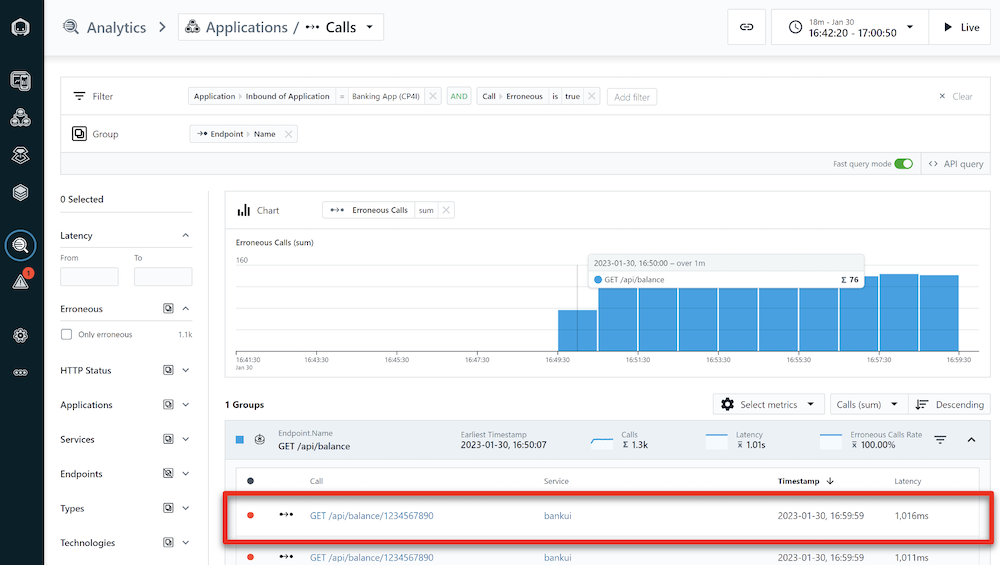 Analytics > Applications / Calls
18m - Jan 30
16:42:20 - 17:00:50
Live
Filter
Application › Inbound of Application = Banking App (CP4I) AND Call › Erroneous is true Add filter
Clear
Group
Endpoint › Name
Fast query mode
API query
0 Selected
Latency
From To
Erroneous
Only erroneous 1.1k
HTTP Status
Applications
Services
Endpoints
Types
Technologies
1
Chart
Erroneous Calls sum
Erroneous Calls (sum)
160
2023-01-30, 16:50:00 – over 1m
GET /api/balance Σ 76
16:41:30 16:43:30 16:45:30 16:47:30 16:49:30 16:51:30 16:53:30 16:55:30 16:57:30 16:59:30
Jan 30
1 Groups
Select metrics
Calls (sum)
Descending
Endpoint.Name
GET /api/balance
Earliest Timestamp
2023-01-30, 16:50:07
Calls
Σ 1.3k
Latency
x̄ 1.01s
Erroneous Calls Rate
x̄ 100.00%
Call Service Timestamp Latency
GET /api/balance/1234567890 bankui 2023-01-30, 16:59:59 1,016ms
GET /api/balance/1234567890 bankui 2023-01-30, 16:59:59 1,011ms